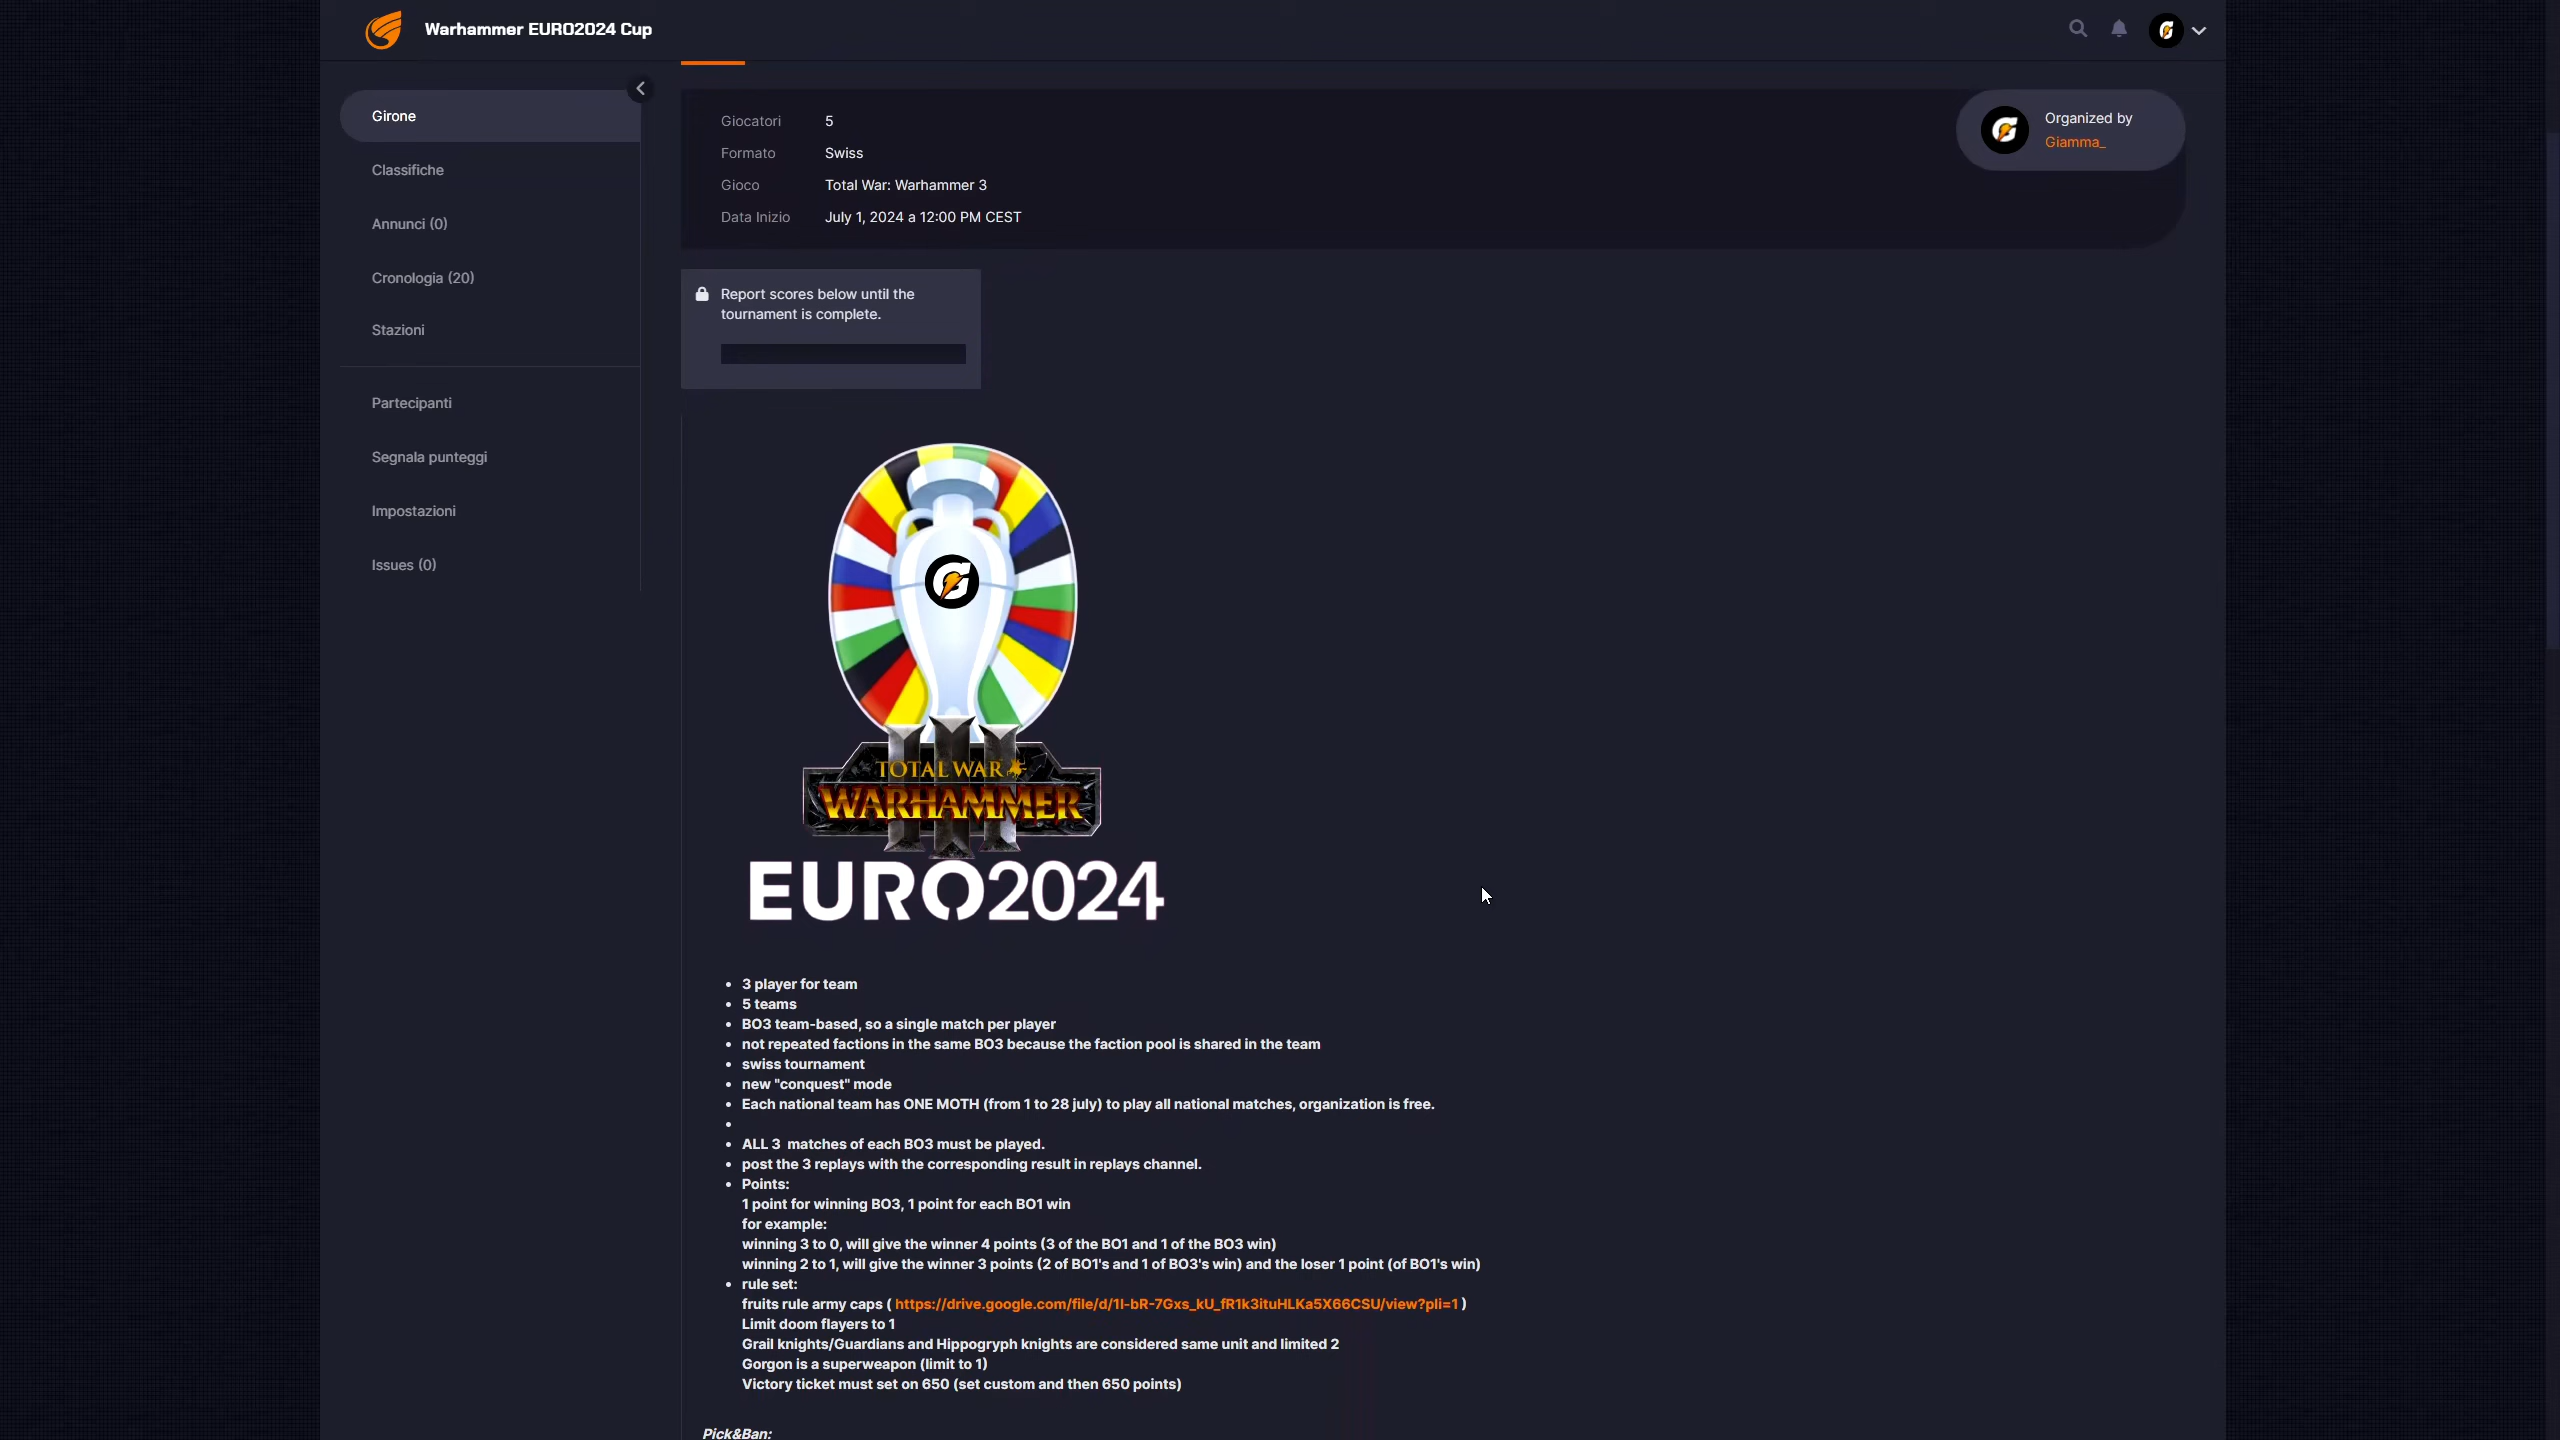 Warhammer EURO2024 Cup
Girone
Classifiche
Annunci (0)
Cronologia (20)
Stazioni
Partecipanti
Segnala punteggi
Impostazioni
Issues (0)
Giocatori 5
Formato Swiss
Gioco Total War: Warhammer 3
Data Inizio July 1, 2024 a 12:00 PM CEST
Organized by
Giamma_
Report scores below until the
tournament is complete.
TOTAL WAR
WARHAMMER
III
EURO2024
• 3 player for team
• 5 teams
• BO3 team-based, so a single match per player
• not repeated factions in the same BO3 because the faction pool is shared in the team
• swiss tournament
• new "conquest" mode
• Each national team has ONE MOTH (from 1 to 28 july) to play all national matches, organization is free.
•
• ALL 3 matches of each BO3 must be played.
• post the 3 replays with the corresponding result in replays channel.
• Points:
1 point for winning BO3, 1 point for each BO1 win
for example:
winning 3 to 0, will give the winner 4 points (3 of the BO1 and 1 of the BO3 win)
winning 2 to 1, will give the winner 3 points (2 of BO1's and 1 of BO3's win) and the loser 1 point (of BO1's win)
• rule set:
fruits rule army caps ( https://drive.google.com/file/d/1I-bR-7Gxs_kU_fR1k3ituHLKa5X66CSU/view?pli=1 )
Limit doom flayers to 1
Grail knights/Guardians and Hippogryph knights are considered same unit and limited 2
Gorgon is a superweapon (limit to 1)
Victory ticket must set on 650 (set custom and then 650 points)
Pick&Ban: